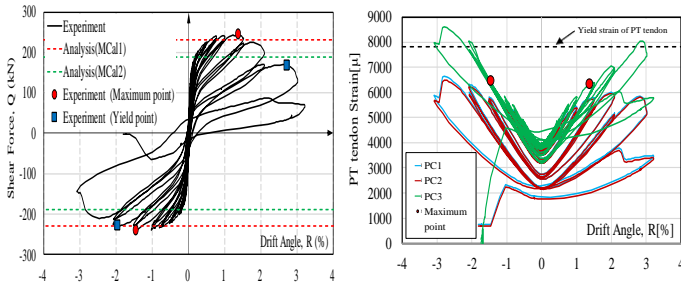 Shear Force, Q (kN)
300
200
100
0
-100
-200
-300
Experiment
Analysis(MCal1)
Analysis(MCal2)
Experiment (Maximum point)
Experiment (Yield point)
Drift Angle, R (%)
-4 -3 -2 -1 0 1 2 3 4
PT tendon Strain[μ]
9000
8000
7000
6000
5000
4000
3000
2000
1000
0
Yield strain of PT tendon
PC1
PC2
PC3
Maximum
point
Drift Angle, R[%]
-4 -3 -2 -1 0 1 2 3 4